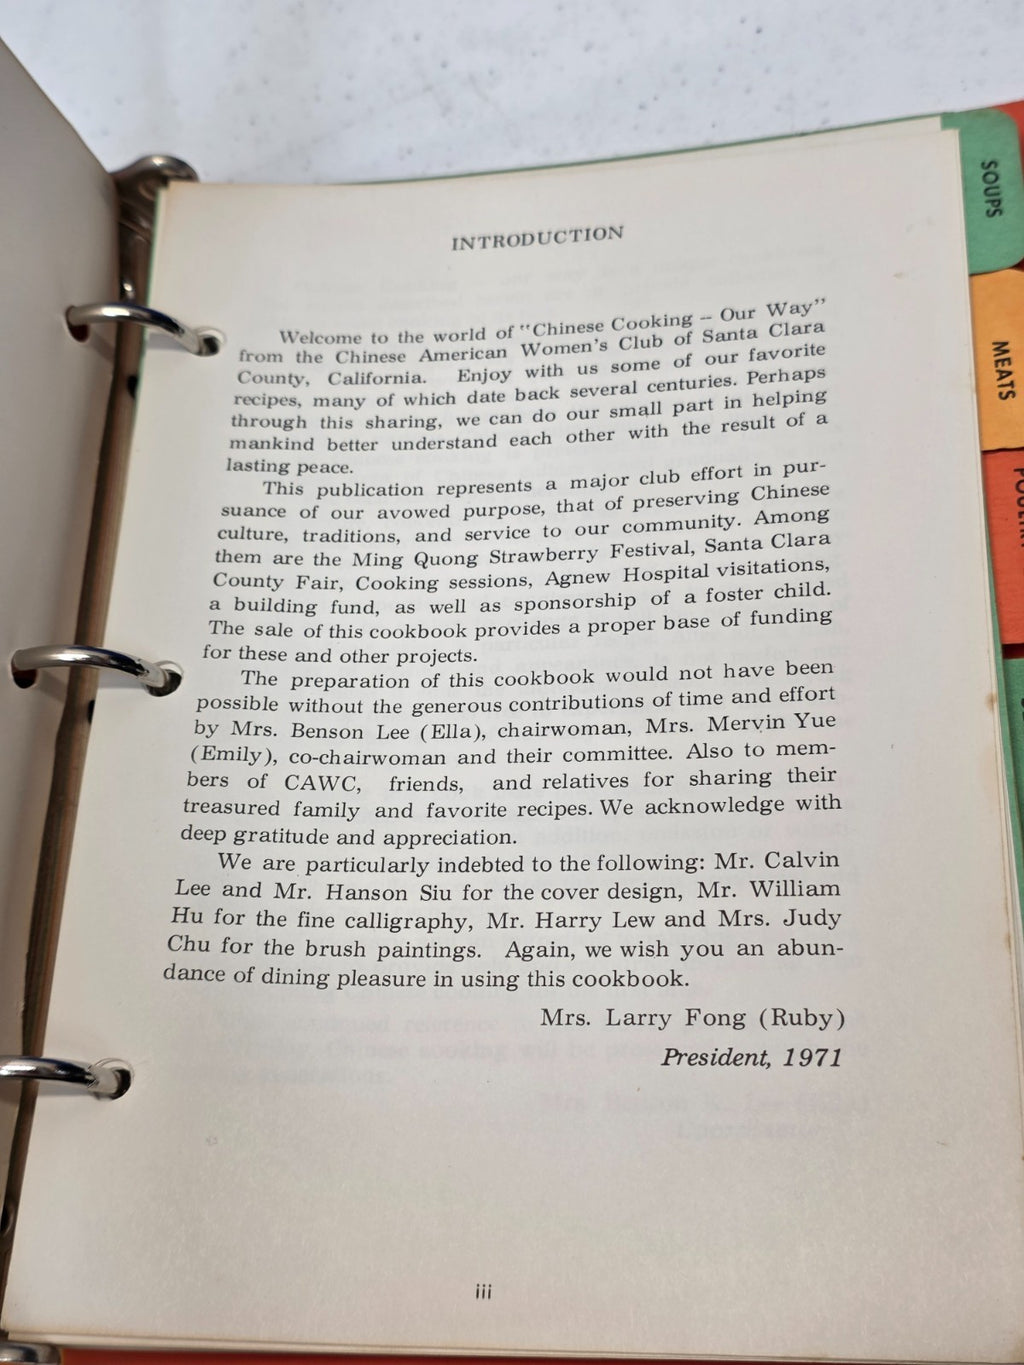 INTRODUCTION
Welcome to the world of "Chinese Cooking – Our Way"
from the Chinese American Women's Club of Santa Clara
County, California. Enjoy with us some of our favorite
recipes, many of which date back several centuries. Perhaps
through this sharing, we can do our small part in helping
mankind better understand each other with the result of a
lasting peace.
This publication represents a major club effort in pur-
suance of our avowed purpose, that of preserving Chinese
culture, traditions, and service to our community. Among
them are the Ming Quong Strawberry Festival, Santa Clara
County Fair, Cooking sessions, Agnew Hospital visitations,
a building fund, as well as sponsorship of a foster child.
The sale of this cookbook provides a proper base of funding
for these and other projects.
The preparation of this cookbook would not have been
possible without the generous contributions of time and effort
by Mrs. Benson Lee (Ella), chairwoman, Mrs. Mervin Yue
(Emily), co-chairwoman and their committee. Also to mem-
bers of CAWC, friends, and relatives for sharing their
treasured family and favorite recipes. We acknowledge with
deep gratitude and appreciation.
We are particularly indebted to the following: Mr. Calvin
Lee and Mr. Hanson Siu for the cover design, Mr. William
Hu for the fine calligraphy, Mr. Harry Lew and Mrs. Judy
Chu for the brush paintings. Again, we wish you an abun-
dance of dining pleasure in using this cookbook.
Mrs. Larry Fong (Ruby)
President, 1971
iii
SOUPS
MEATS